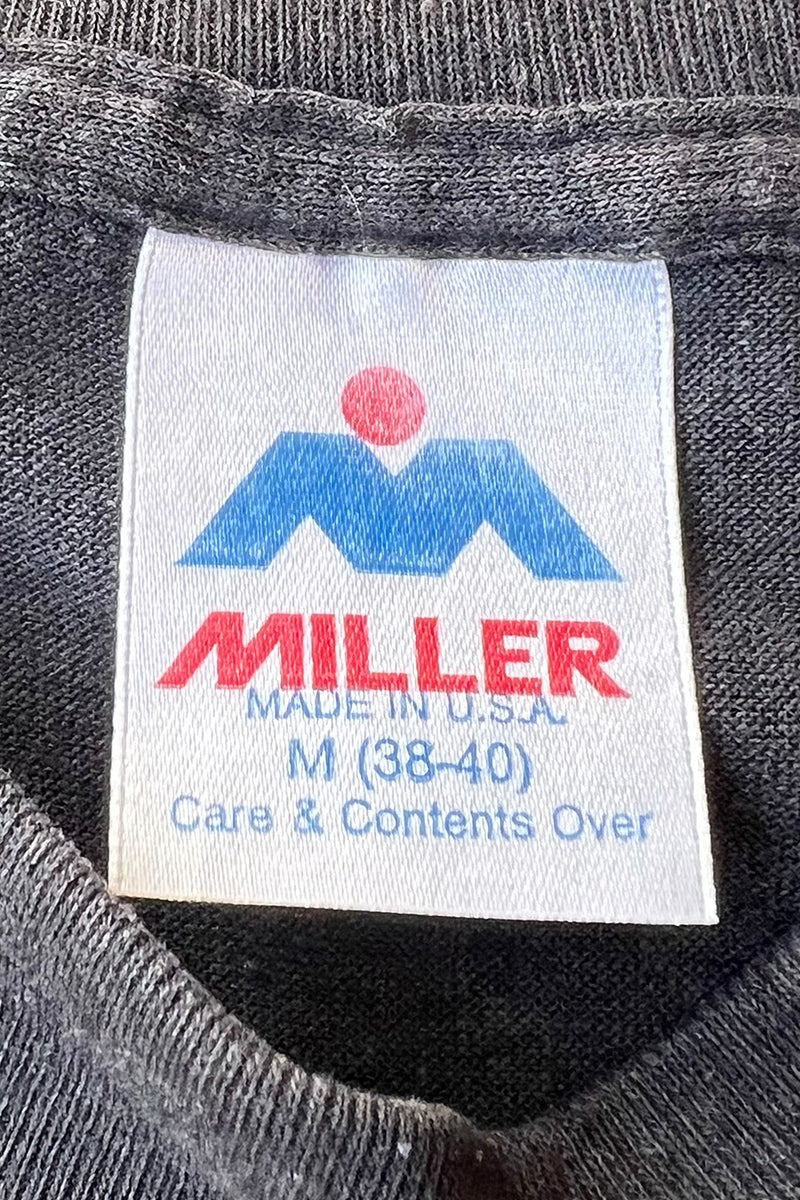 MILLER
MADE IN U.S.A.
M (38-40)
Care & Contents Over